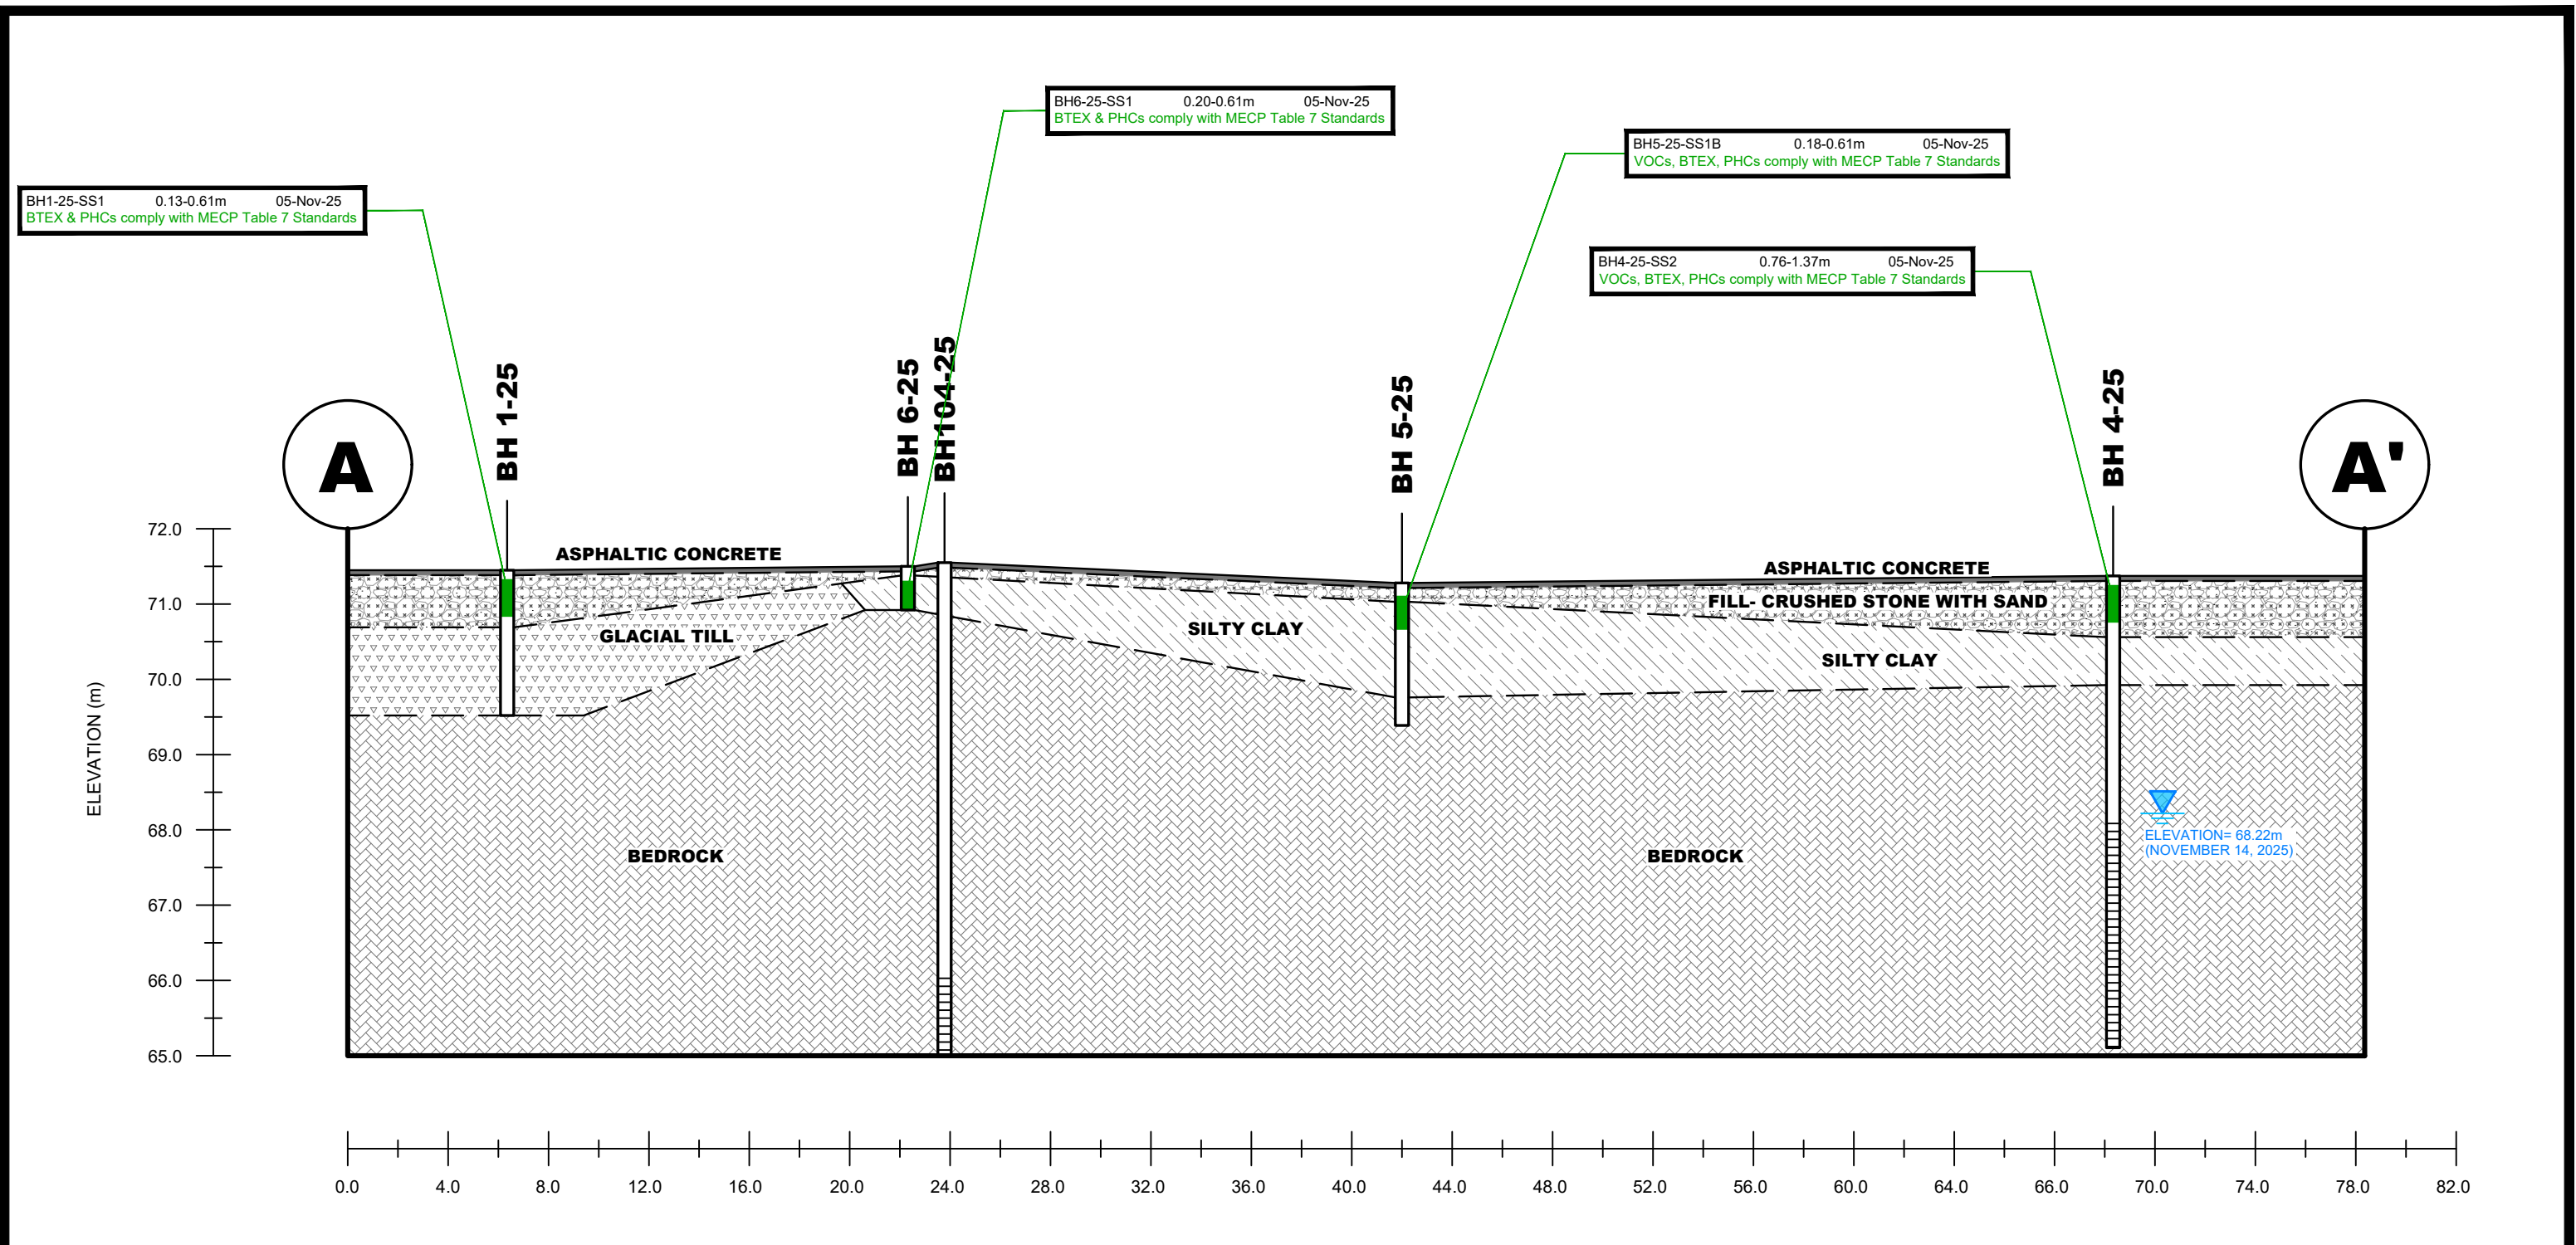 BH6-25-SS1 0.20-0.61m 05-Nov-25
BTEX & PHCs comply with MECP Table 7 Standards
BH5-25-SS1B 0.18-0.61m 05-Nov-25
VOCs, BTEX, PHCs comply with MECP Table 7 Standards
BH1-25-SS1 0.13-0.61m 05-Nov-25
BTEX & PHCs comply with MECP Table 7 Standards
BH4-25-SS2 0.76-1.37m 05-Nov-25
VOCs, BTEX, PHCs comply with MECP Table 7 Standards
BH 1-25
BH 6-25
BH104-25
BH 5-25
BH 4-25
A
A'
ELEVATION (m)
72.0
71.0
70.0
69.0
68.0
67.0
66.0
65.0
ASPHALTIC CONCRETE
ASPHALTIC CONCRETE
FILL- CRUSHED STONE WITH SAND
GLACIAL TILL
SILTY CLAY
SILTY CLAY
BEDROCK
BEDROCK
ELEVATION= 68.22m
(NOVEMBER 14, 2025)
0.0 4.0 8.0 12.0 16.0 20.0 24.0 28.0 32.0 36.0 40.0 44.0 48.0 52.0 56.0 60.0 64.0 66.0 70.0 74.0 78.0 82.0